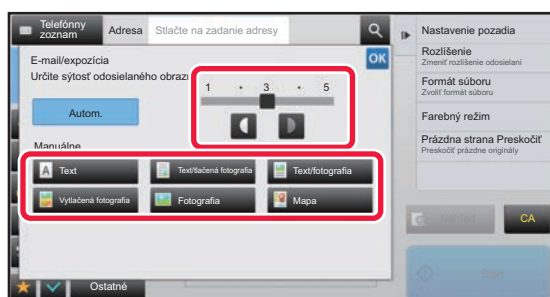 Telefónny
zoznam
Adresa
Stlačte na zadanie adresy
Nastavenie pozadia
Rozlíšenie
Zmeniť rozlíšenie odosielani
Formát súboru
Zvoliť formát súboru
Farebný režim
Prázdna strana Preskočiť
Preskočiť prázdne originály
E-mail/expozícia
OK
Určite sýtosť odosielaného obrazu
1 • 3 • 5
Autom.
Manuálne
A Text
Text/tlačená fotografia
Text/fotografia
Vytlačená fotografia
Fotografia
Mapa
Náhľad
CA
Štart
Ostatné